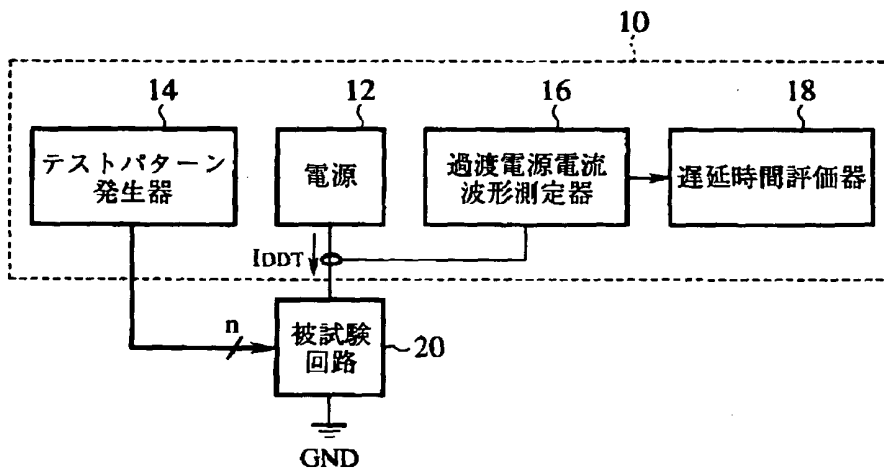 10
14
12
16
18
テストパターン
発生器
電源
過渡電源電流
波形測定器
遅延時間評価器
IDDT
n
被試験
回路
20
GND